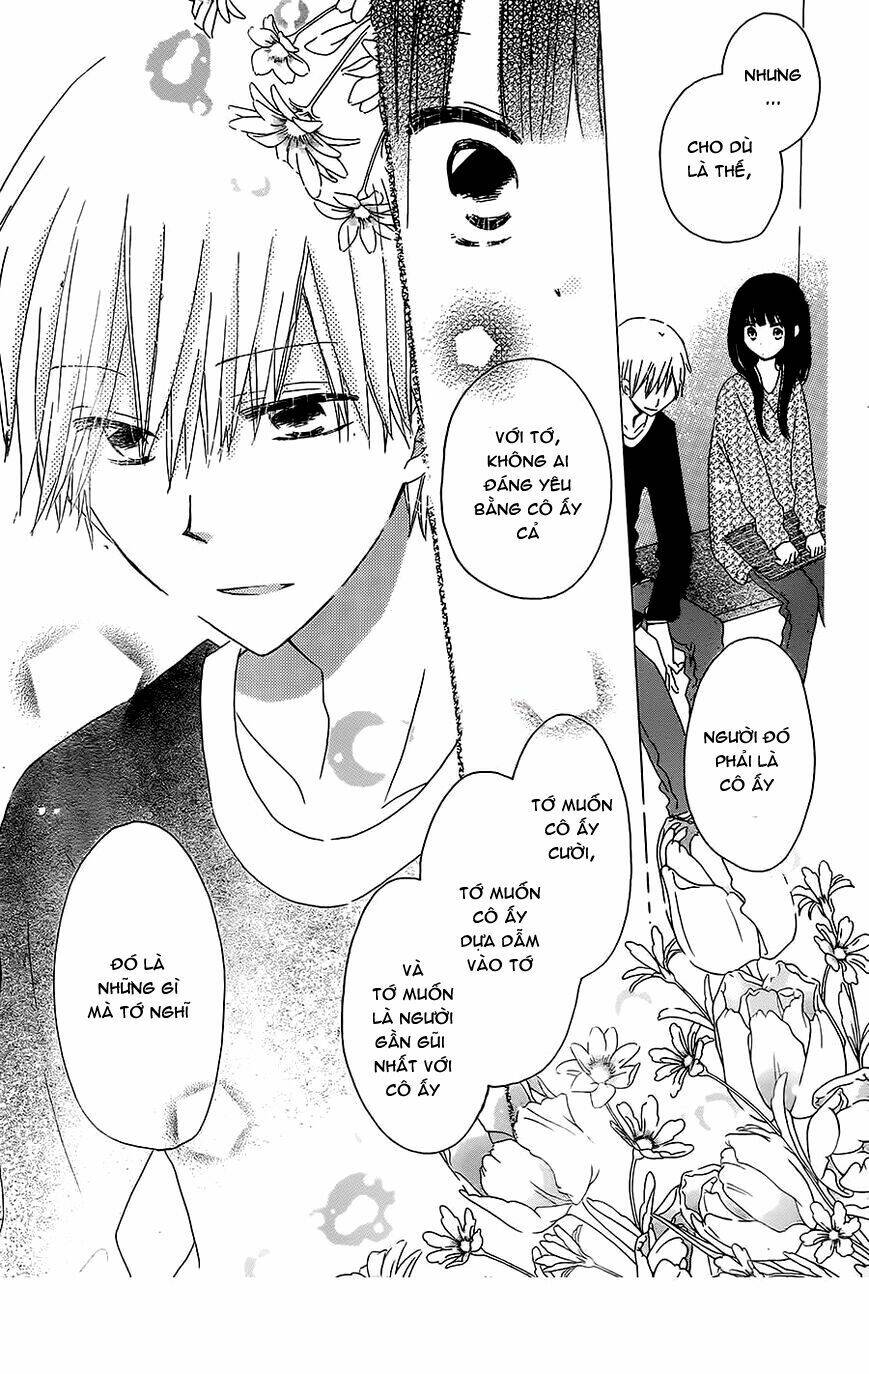 NHƯNG
...
CHO DÙ
LÀ THẾ,
VỚI TỚ,
KHÔNG AI
ĐÁNG YÊU
BẰNG CÔ ẤY
CẢ
NGƯỜI ĐÓ
PHẢI LÀ
CÔ ẤY
TỚ MUỐN
CÔ ẤY
CƯỜI,
TỚ MUỐN
CÔ ẤY
DỰA DẪM
VÀO TỚ
VÀ
TỚ MUỐN
LÀ NGƯỜI
GẦN GŨI
NHẤT VỚI
CÔ ẤY
ĐÓ LÀ
NHỮNG GÌ
MÀ TỚ NGHĨ